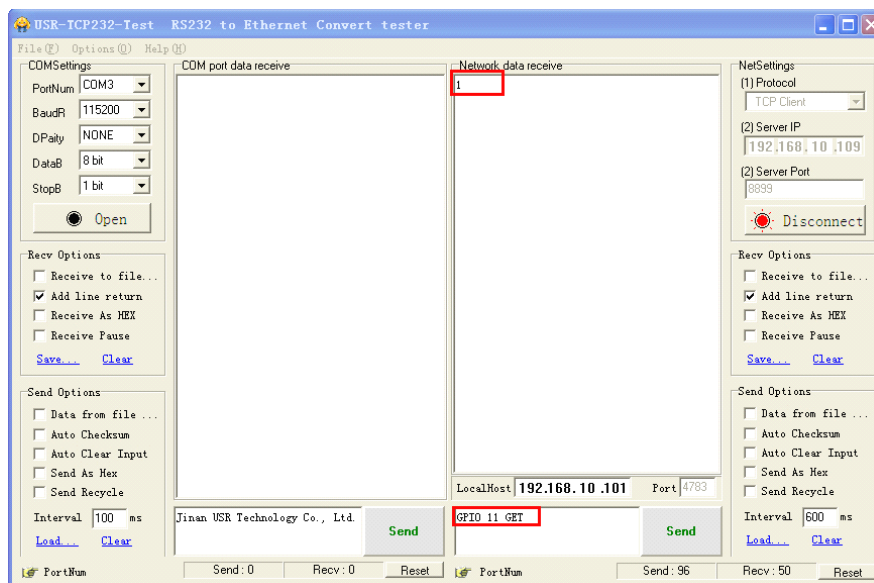 USR-TCP232-Test RS232 to Ethernet Convert tester
File(F) Options(O) Help(H)
COMSettings
PortNum COM3
BaudR 115200
DPaity NONE
DataB 8 bit
StopB 1 bit
Open
Recv Options
Receive to file...
Add line return
Receive As HEX
Receive Pause
Save... Clear
Send Options
Data from file ...
Auto Checksum
Auto Clear Input
Send As Hex
Send Recycle
Interval 100 ms
Load... Clear
COM port data receive
Jinan USR Technology Co., Ltd.
Send
Network data receive
1
LocalHost 192.168.10.101 Port 4783
GPIO 11 GET
Send
NetSettings
(1) Protocol
TCP Client
(2) Server IP
192.168.10.109
(2) Server Port
8899
Disconnect
Recv Options
Receive to file...
Add line return
Receive As HEX
Receive Pause
Save... Clear
Send Options
Data from file ...
Auto Checksum
Auto Clear Input
Send As Hex
Send Recycle
Interval 600 ms
Load... Clear
PortNum Send : 0 Recv : 0 Reset
PortNum Send : 96 Recv : 50 Reset